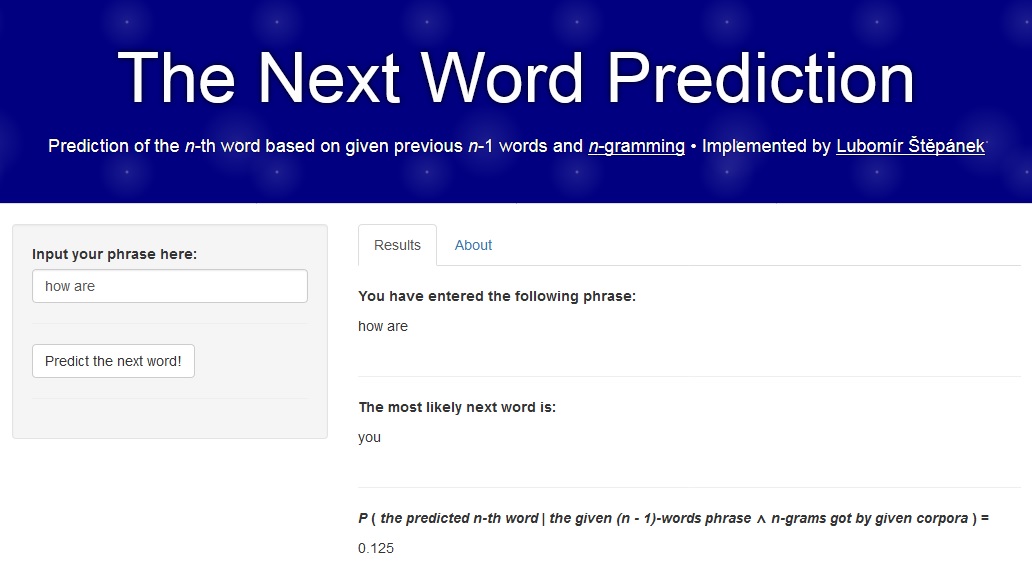 The Next Word Prediction
Prediction of the n-th word based on given previous n-1 words and n-gramming • Implemented by Lubomír Štěpánek
Input your phrase here:
how are
Predict the next word!
Results
About
You have entered the following phrase:
how are
The most likely next word is:
you
P ( the predicted n-th word | the given (n - 1)-words phrase ∧ n-grams got by given corpora ) =
0.125